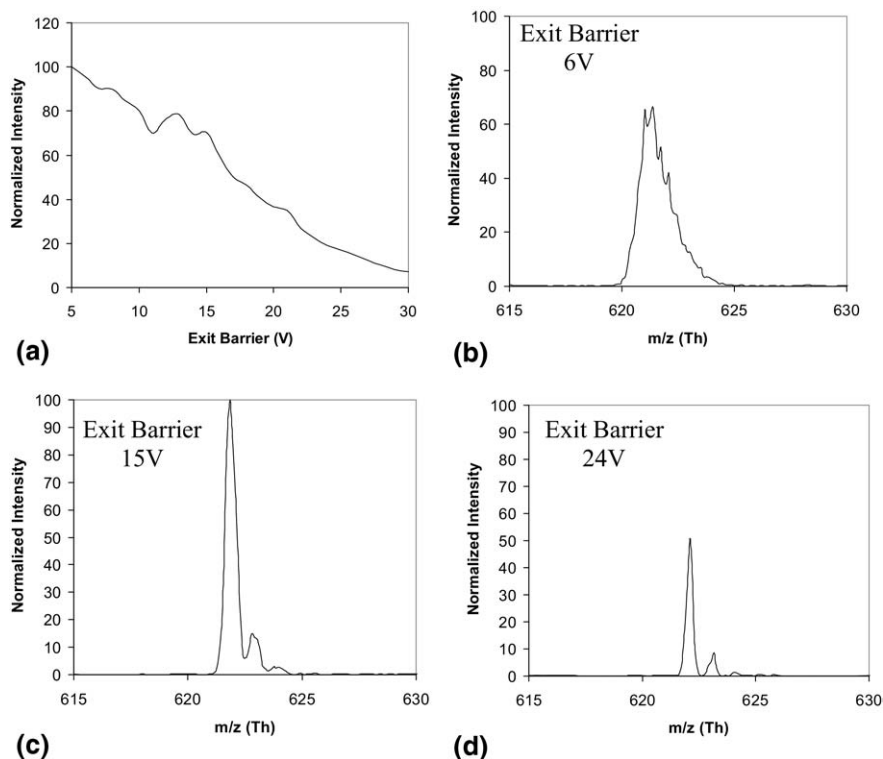 120
100
80
60
40
20
0
Normalized Intensity
5 10 15 20 25 30
Exit Barrier (V)
(a)
Exit Barrier
6V
100
80
60
40
20
0
Normalized Intensity
615 620 625 630
m/z (Th)
(b)
Exit Barrier
15V
100
90
80
70
60
50
40
30
20
10
0
Normalized Intensity
615 620 625 630
m/z (Th)
(c)
Exit Barrier
24V
100
90
80
70
60
50
40
30
20
10
0
Normalized Intensity
615 620 625 630
m/z (Th)
(d)